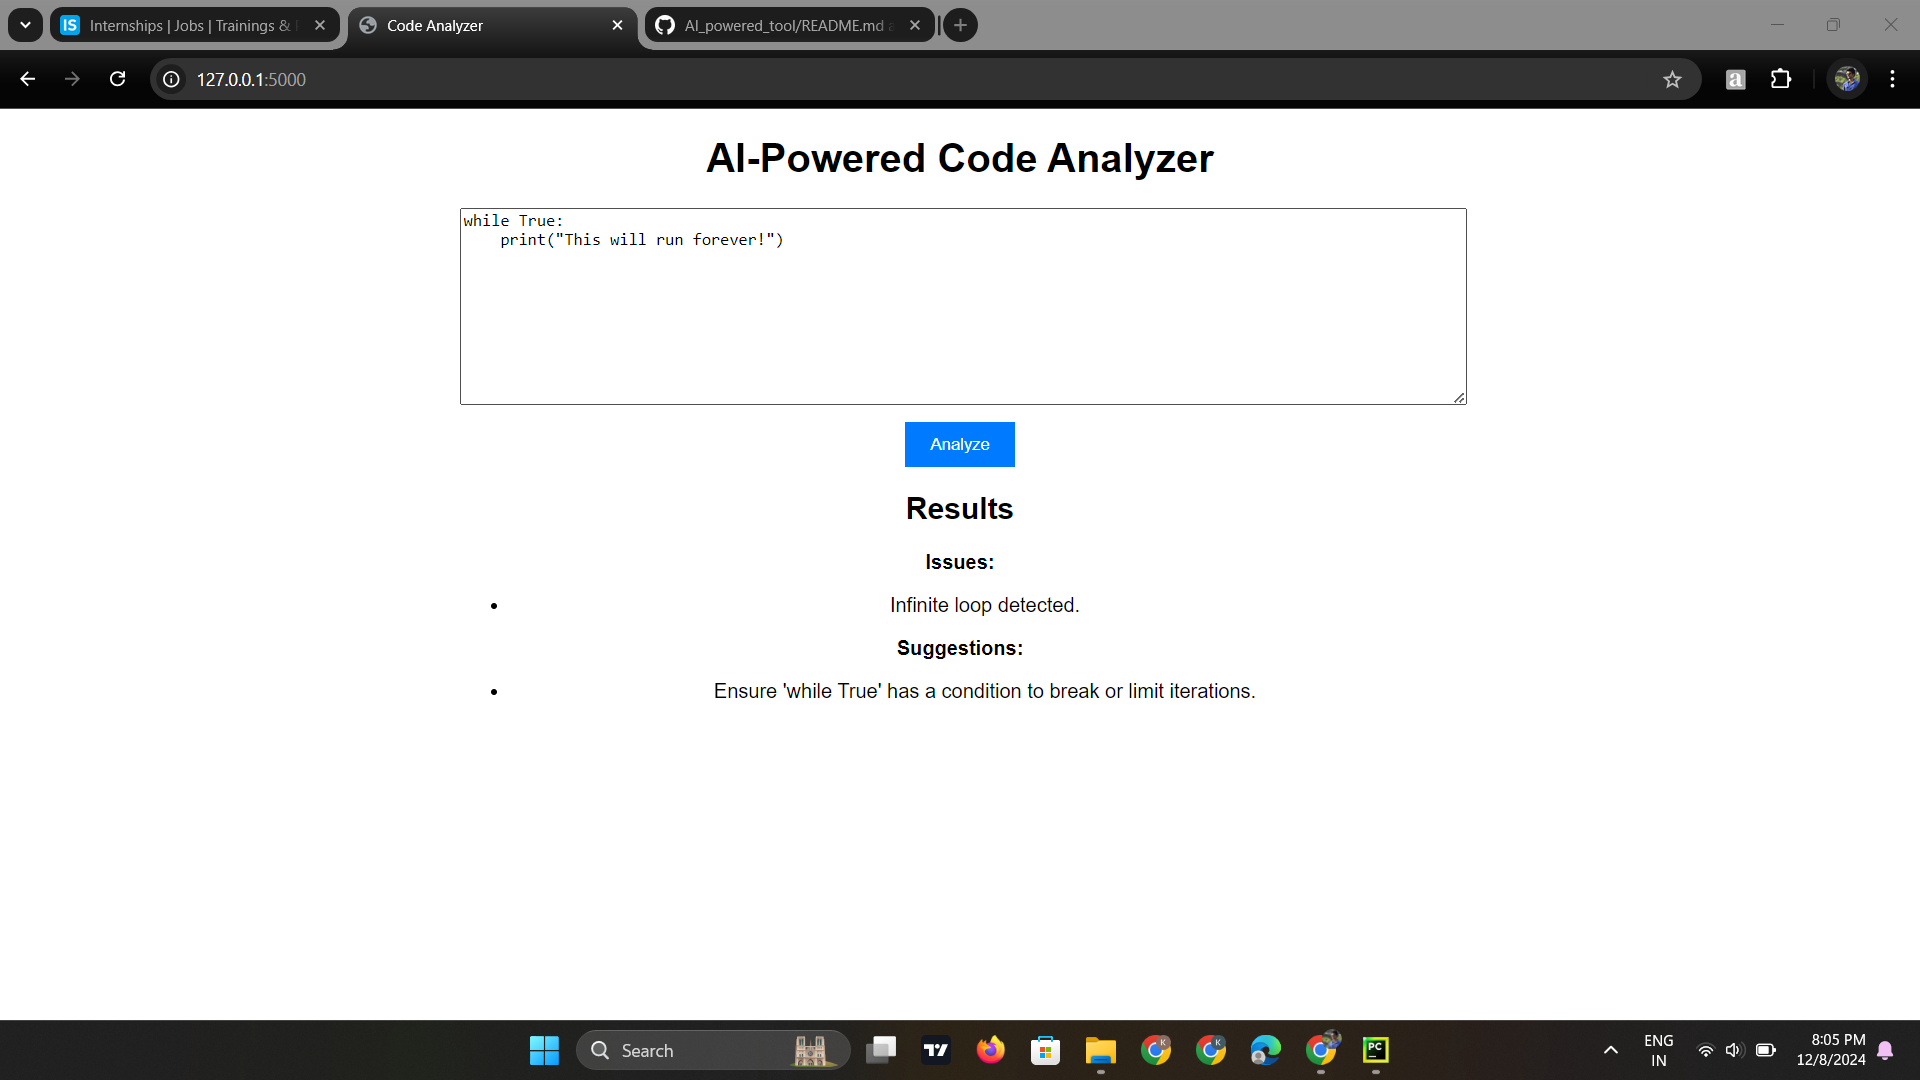 IS Internships | Jobs | Trainings &
Code Analyzer
AI_powered_tool/README.md
127.0.0.1:5000
a
AI-Powered Code Analyzer
while True:
    print("This will run forever!")
Analyze
Results
Issues:
• Infinite loop detected.
Suggestions:
• Ensure 'while True' has a condition to break or limit iterations.
Search
K
K
PC
ENG
IN
8:05 PM
12/8/2024